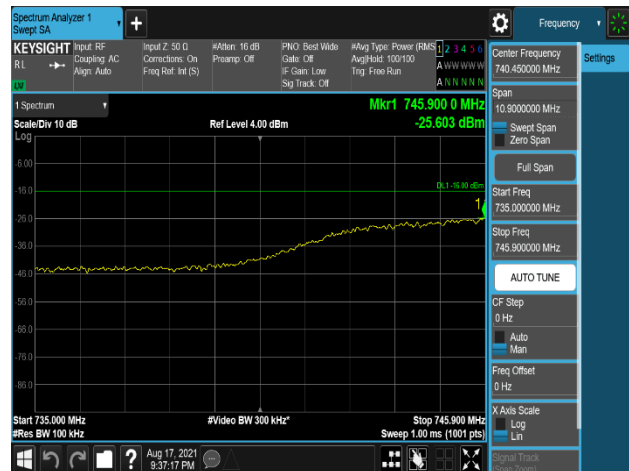 Spectrum Analyzer 1
Swept SA
+
Frequency
KEYSIGHT
RL
Input: RF
Coupling: AC
Align: Auto
Input Z: 50 Ω
Corrections: On
Freq Ref: Int (S)
#Atten: 16 dB
Preamp: Off
PNO: Best Wide
Gate: Off
IF Gain: Low
Sig Track: Off
#Avg Type: Power (RMS
Avg|Hold: 100/100
Trig: Free Run
1 2 3 4 5 6
A W W W W W
A N N N N N
Center Frequency
740.450000 MHz
Settings
Span
10.9000000 MHz
Swept Span
Zero Span
Full Span
Start Freq
735.000000 MHz
Stop Freq
745.900000 MHz
AUTO TUNE
CF Step
0 Hz
Auto
Man
Freq Offset
0 Hz
X Axis Scale
Log
Lin
Signal Track
(Span Zoom)
1 Spectrum
Scale/Div 10 dB
Log
Ref Level 4.00 dBm
Mkr1 745.900 0 MHz
-25.603 dBm
-6.00
-16.0
DL1 -16.00 dBm
1
-26.0
-36.0
-46.0
-56.0
-66.0
-76.0
-86.0
Start 735.000 MHz
#Res BW 100 kHz
#Video BW 300 kHz*
Stop 745.900 MHz
Sweep 1.00 ms (1001 pts)
?
Aug 17, 2021
9:37:17 PM